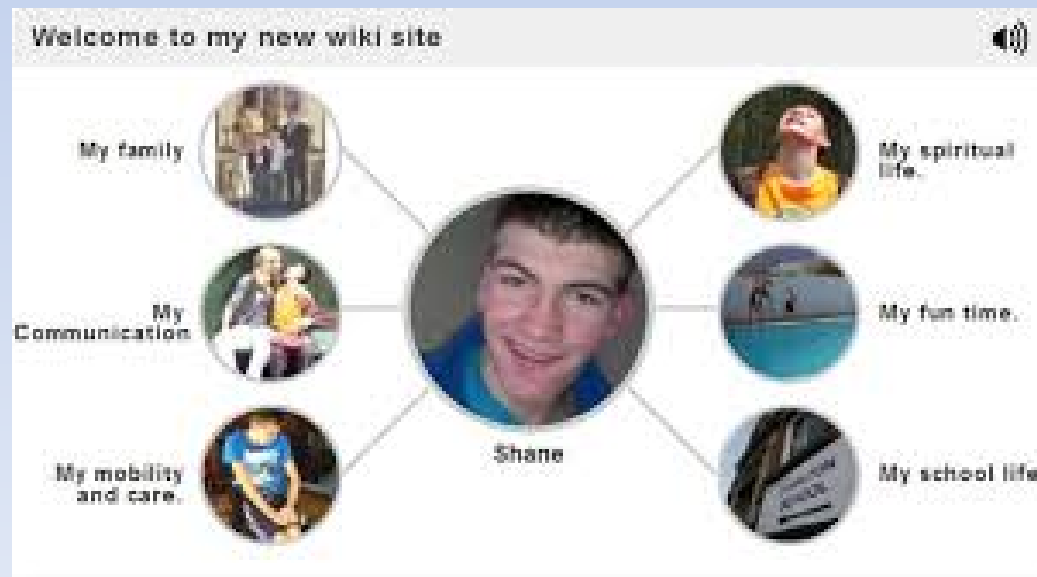 Welcome to my new wiki site
My family
My spiritual
life.
My
Communication
My fun time.
Shane
My mobility
and care.
My school life
SCHOOL